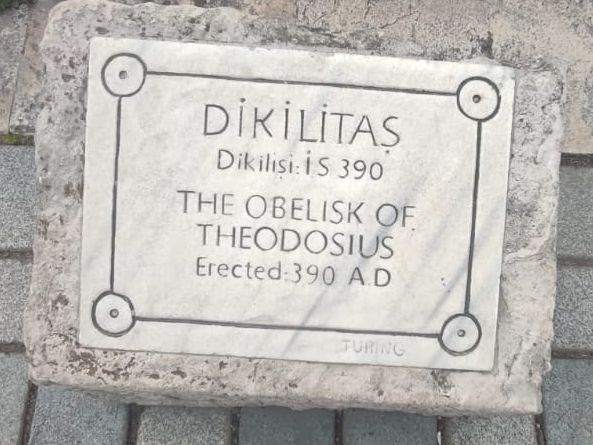 DİKİLİTAŞ
Dikilişi: İS 390
THE OBELISK OF
THEODOSIUS
Erected: 390 A.D
TURING